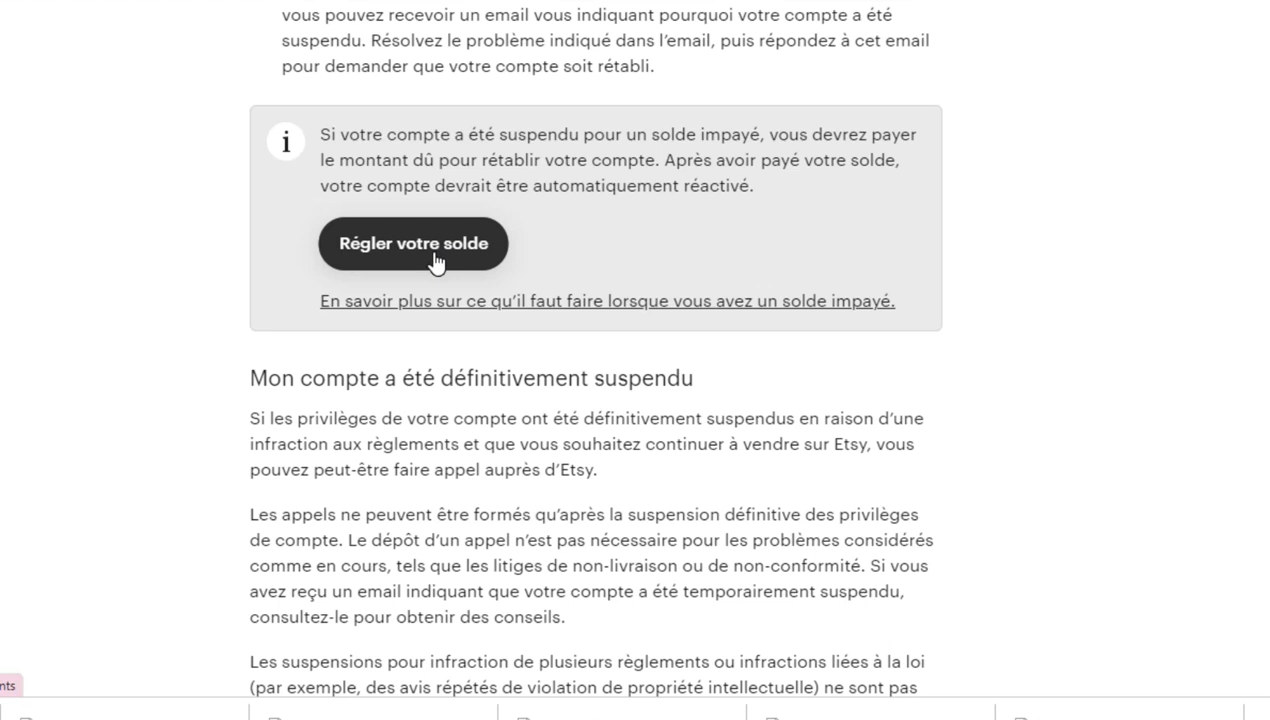 vous pouvez recevoir un email vous indiquant pourquoi votre compte a été
suspendu. Résolvez le problème indiqué dans l’email, puis répondez à cet email
pour demander que votre compte soit rétabli.
i
Si votre compte a été suspendu pour un solde impayé, vous devrez payer
le montant dû pour rétablir votre compte. Après avoir payé votre solde,
votre compte devrait être automatiquement réactivé.
Régler votre solde
En savoir plus sur ce qu’il faut faire lorsque vous avez un solde impayé.
Mon compte a été définitivement suspendu
Si les privilèges de votre compte ont été définitivement suspendus en raison d’une
infraction aux règlements et que vous souhaitez continuer à vendre sur Etsy, vous
pouvez peut-être faire appel auprès d’Etsy.
Les appels ne peuvent être formés qu’après la suspension définitive des privilèges
de compte. Le dépôt d’un appel n’est pas nécessaire pour les problèmes considérés
comme en cours, tels que les litiges de non-livraison ou de non-conformité. Si vous
avez reçu un email indiquant que votre compte a été temporairement suspendu,
consultez-le pour obtenir des conseils.
Les suspensions pour infraction de plusieurs règlements ou infractions liées à la loi
(par exemple, des avis répétés de violation de propriété intellectuelle) ne sont pas
nts